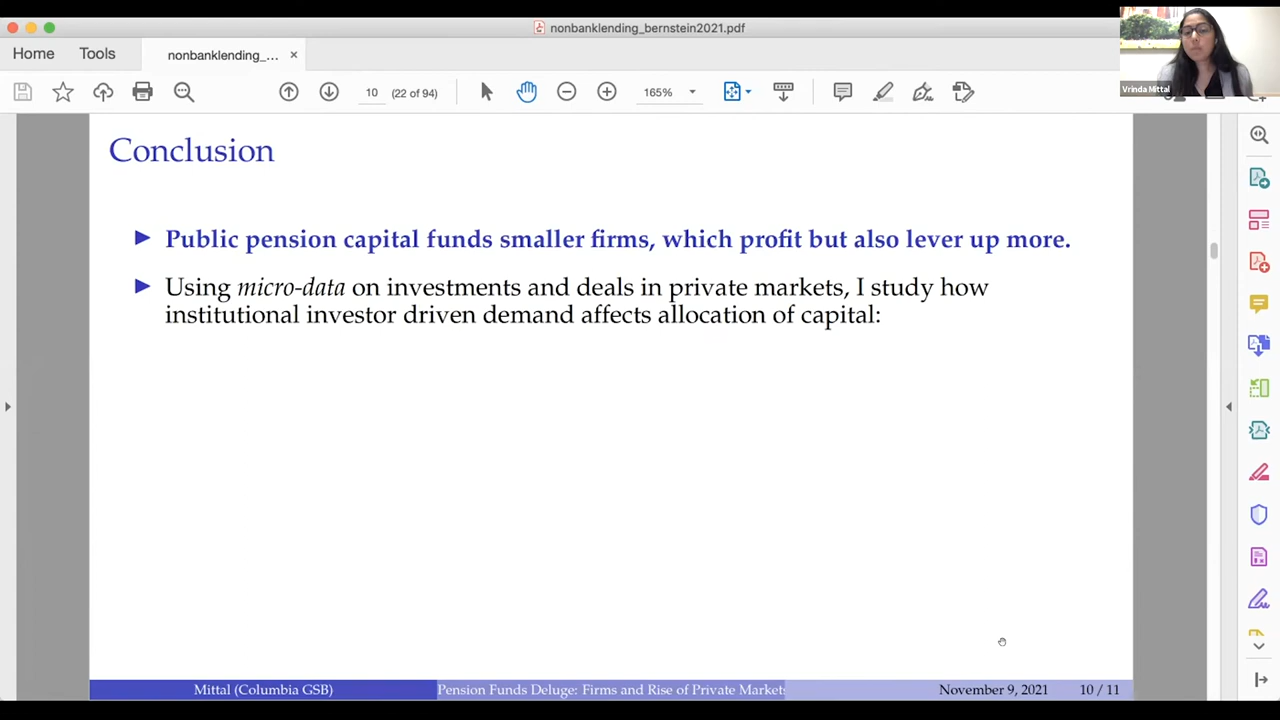 nonbanklending_bernstein2021.pdf
Home
Tools
nonbanklending_...
10
(22 of 94)
165%
Vrinda Mittal
Conclusion
Public pension capital funds smaller firms, which profit but also lever up more.
Using micro-data on investments and deals in private markets, I study how
institutional investor driven demand affects allocation of capital:
Mittal (Columbia GSB)
Pension Funds Deluge: Firms and Rise of Private Markets
November 9, 2021
10 / 11